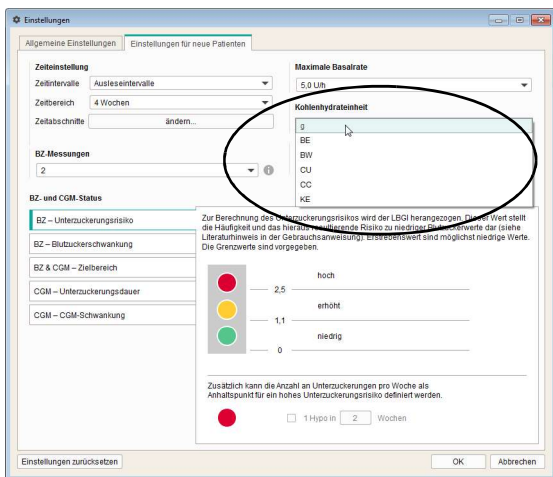 Einstellungen
Allgemeine Einstellungen
Einstellungen für neue Patienten
Zeiteinstellung
Zeitintervalle Ausleseintervalle
Zeitbereich 4 Wochen
Zeitabschnitte ändern...
BZ-Messungen
2
Maximale Basalrate
5,0 U/h
Kohlenhydrateinheit
g
BE
BW
CU
CC
KE
BZ- und CGM-Status
BZ – Unterzuckerungsrisiko
BZ – Blutzuckerschwankung
BZ & CGM – Zielbereich
CGM – Unterzuckerungsdauer
CGM – CGM-Schwankung
Zur Berechnung des Unterzuckerungsrisikos wird der LBGI herangezogen. Dieser Wert stellt
die Häufigkeit und das hieraus resultierende Risiko zu niedriger Blutzuckerwerte dar (siehe
Literaturhinweis in der Gebrauchsanweisung). Erstrebenswert sind möglichst niedrige Werte.
Die Grenzwerte sind vorgegeben.
hoch
2,5
erhöht
1,1
niedrig
0
Zusätzlich kann die Anzahl an Unterzuckerungen pro Woche als
Anhaltspunkt für ein hohes Unterzuckerungsrisiko definiert werden.
1 Hypo in 2 Wochen
Einstellungen zurücksetzen
OK
Abbrechen